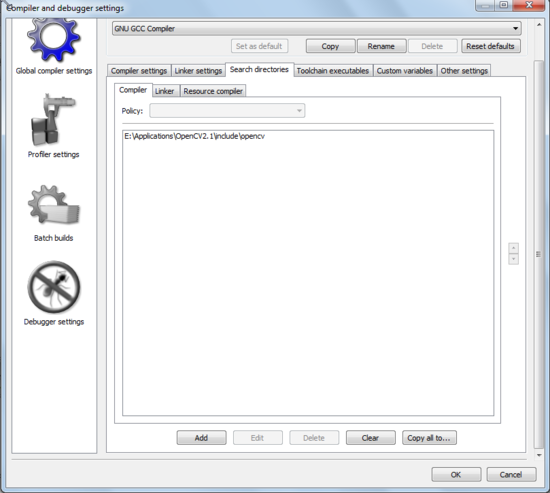 Compiler and debugger settings
Global compiler settings
Profiler settings
Batch builds
Debugger settings
GNU GCC Compiler
Set as default
Copy
Rename
Delete
Reset defaults
Compiler settings
Linker settings
Search directories
Toolchain executables
Custom variables
Other settings
Compiler
Linker
Resource compiler
Policy:
E:\Applications\OpenCV2.1\include\opencv
Add
Edit
Delete
Clear
Copy all to...
OK
Cancel